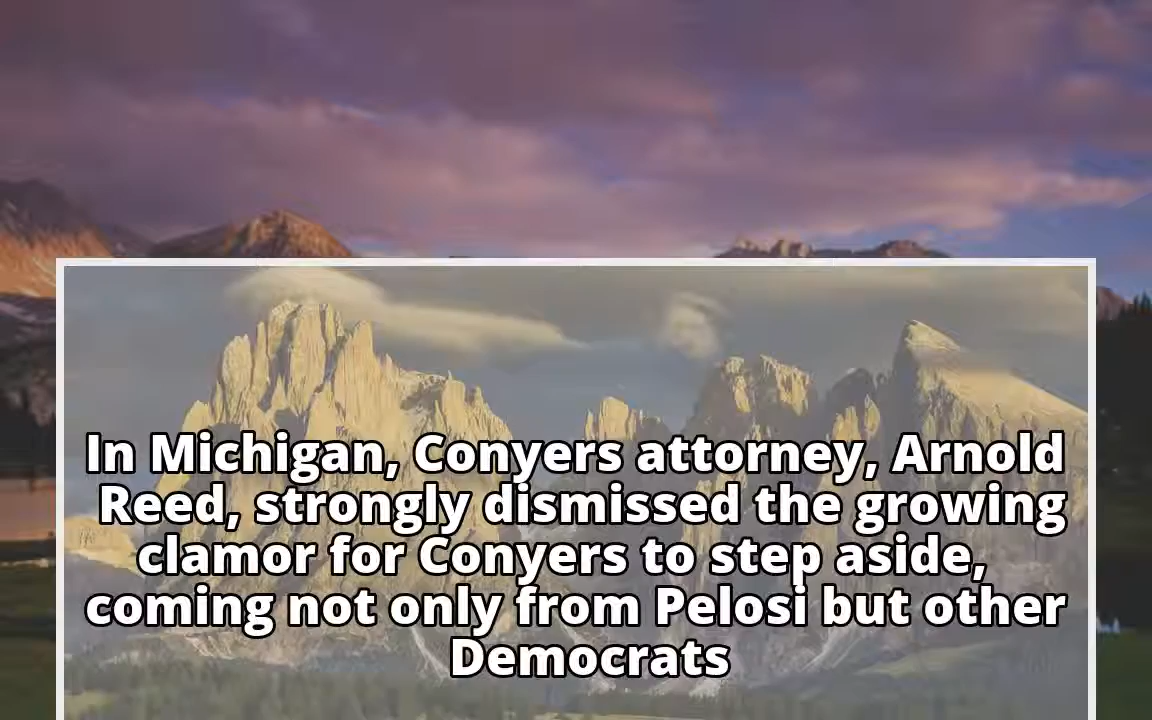 In Michigan, Conyers attorney, Arnold
Reed, strongly dismissed the growing
clamor for Conyers to step aside,
coming not only from Pelosi but other
Democrats